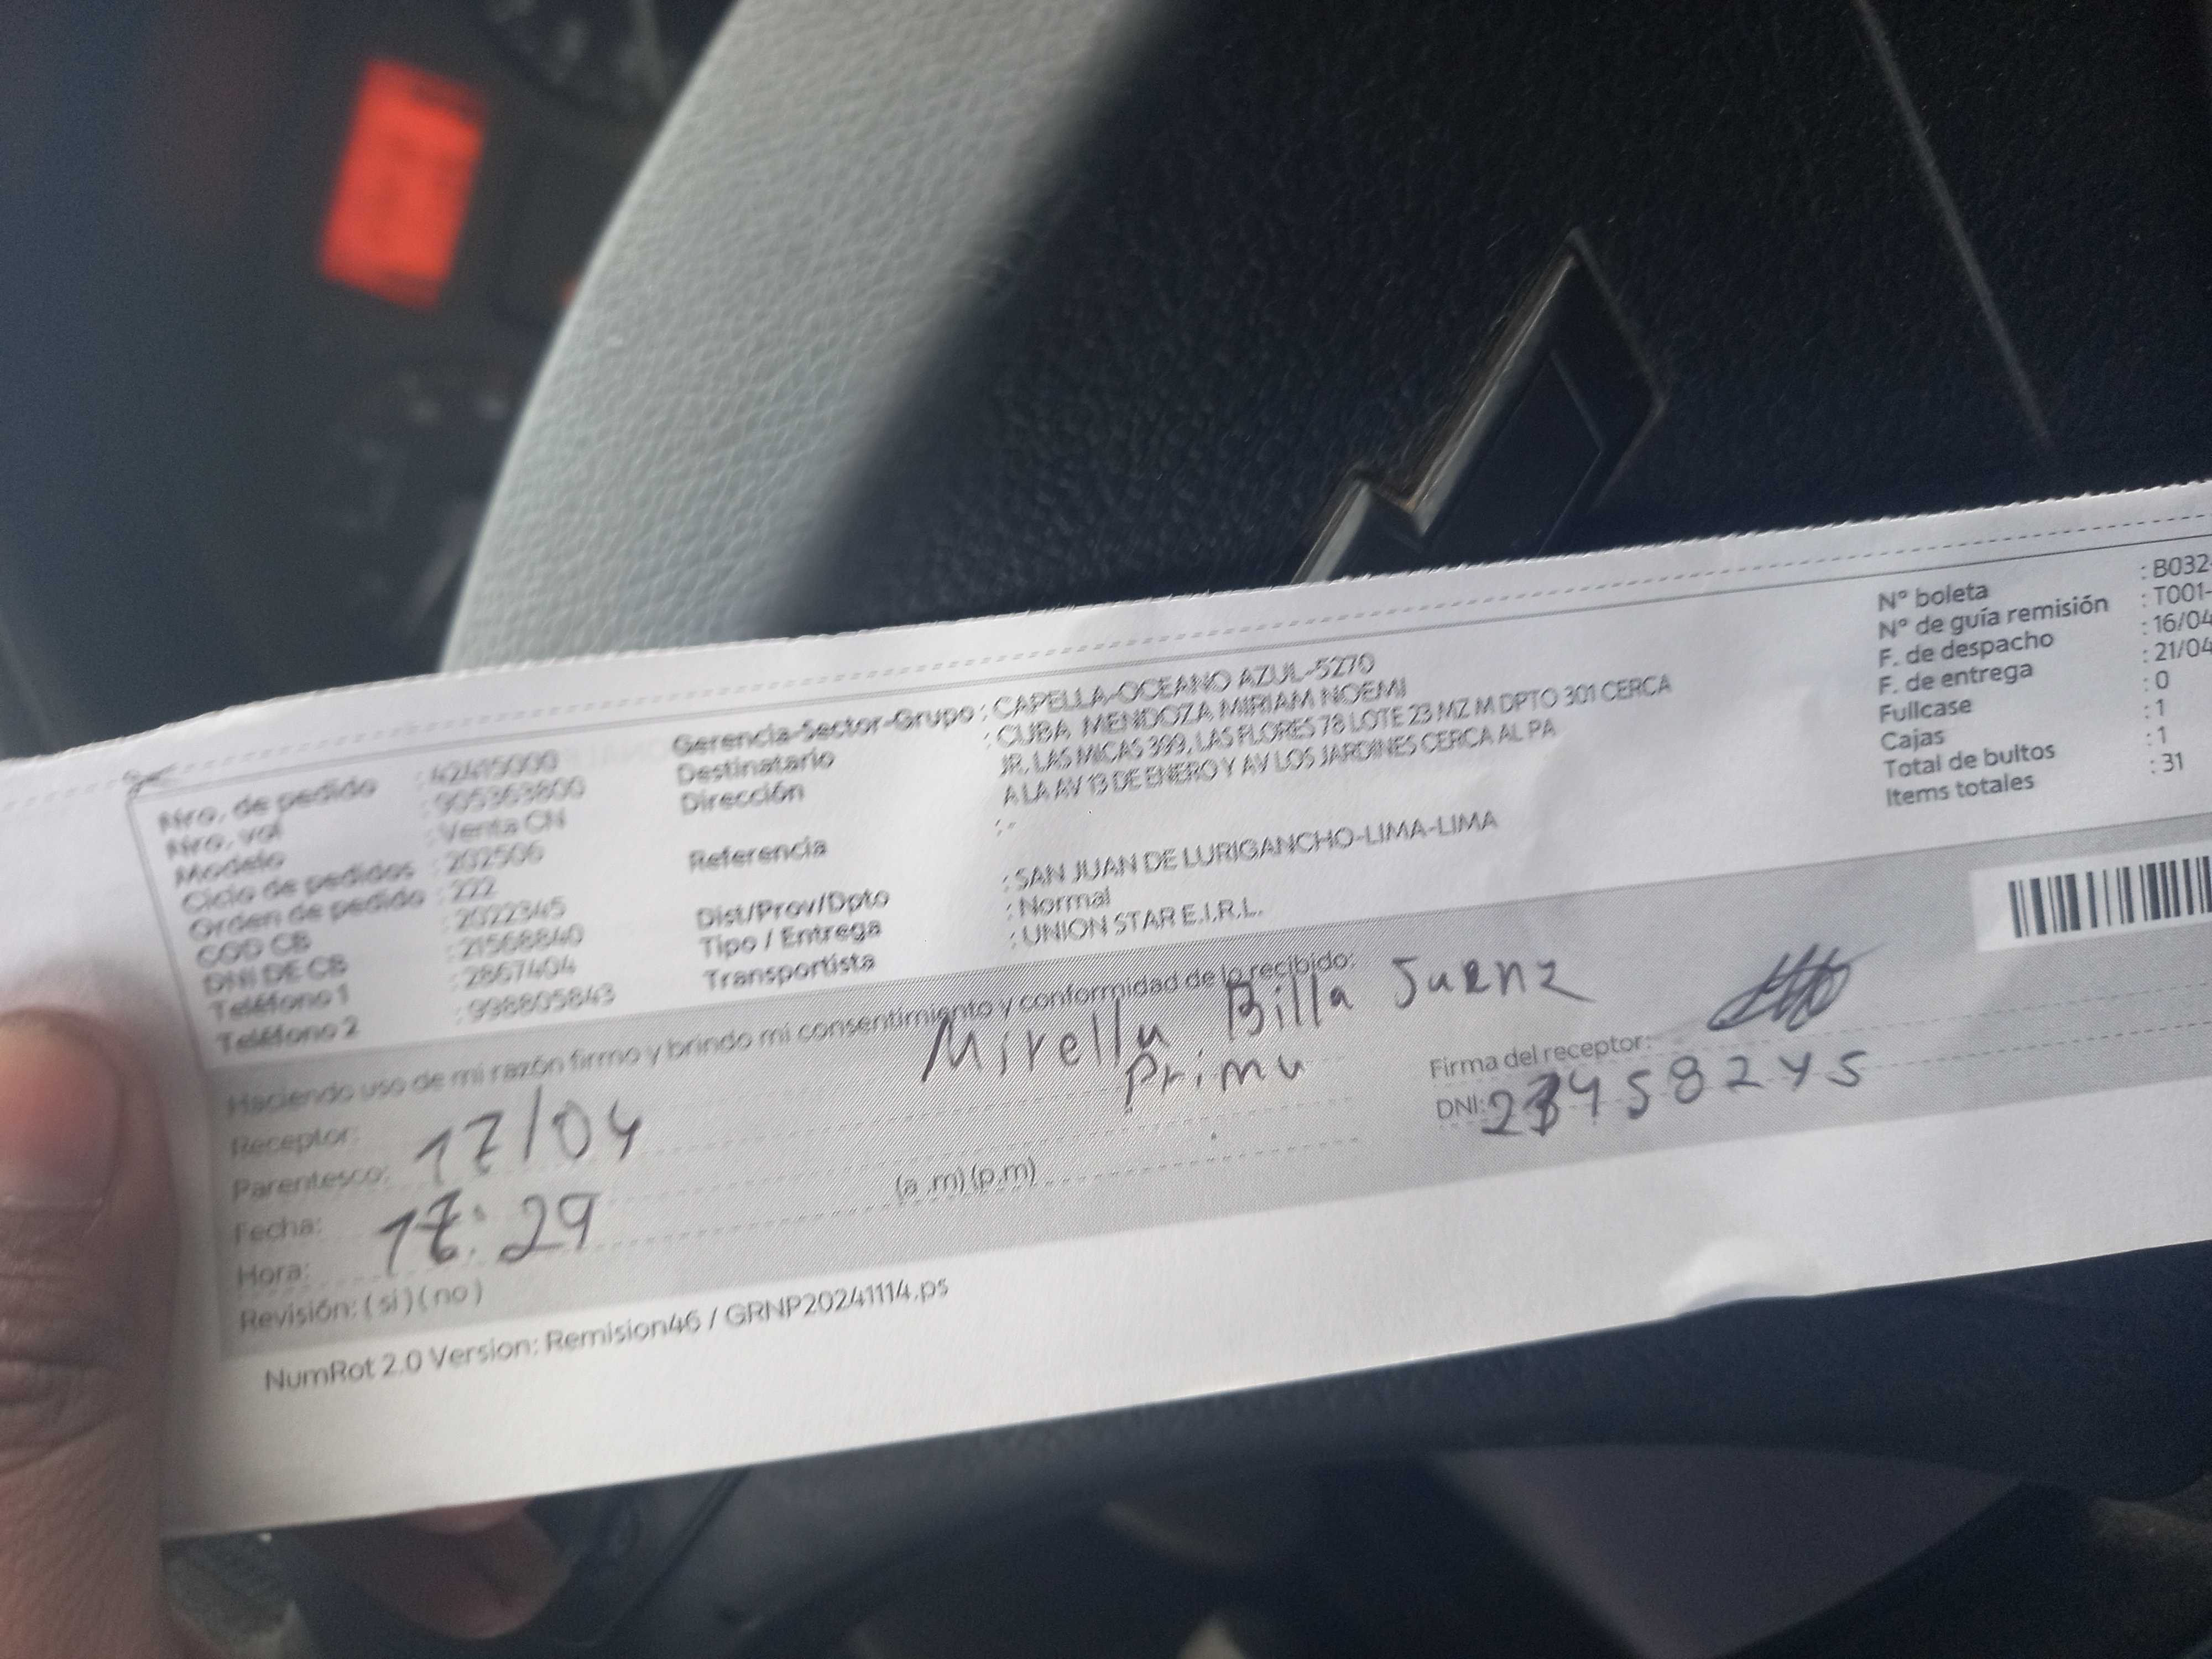 Nro. de pedido : 42415000
Nro. val : 905363800
Modelo : Venta CN
Ciclo de pedidos : 202506
Orden de pedido : 222
COD CB : 2022345
DNI DE CB : 21568840
Teléfono 1 : 2867404
Teléfono 2 : 998805843
Gerencia-Sector-Grupo : CAPELLA-OCEANO AZUL-5270
Destinatario : CUBA MENDOZA MIRIAM NOEMI
Dirección JR. LAS MICAS 399, LAS FLORES 78 LOTE 23 MZ M DPTO 301 CERCA
A LA AV 13 DE ENERO Y AV LOS JARDINES CERCA AL PA
Referencia : -
Dist/Prov/Dpto : SAN JUAN DE LURIGANCHO-LIMA-LIMA
Tipo / Entrega : Normal
Transportista : UNION STAR E.I.R.L.
N° boleta : B032-
N° de guía remisión : T001-
F. de despacho : 16/04
F. de entrega : 21/04
Fullcase : 0
Cajas : 1
Total de bultos : 1
Items totales : 31
Haciendo uso de mi razón firmo y brindo mi consentimiento y conformidad de lo recibido:
Receptor: Mirella Billa
Parentesco: Prima
Fecha: 17/04
Hora: 17:29 (a .m) (p.m)
Revisión: ( si ) ( no )
Firma del receptor:
DNI:
NumRot 2.0 Version: Remision46 / GRNP20241114.ps